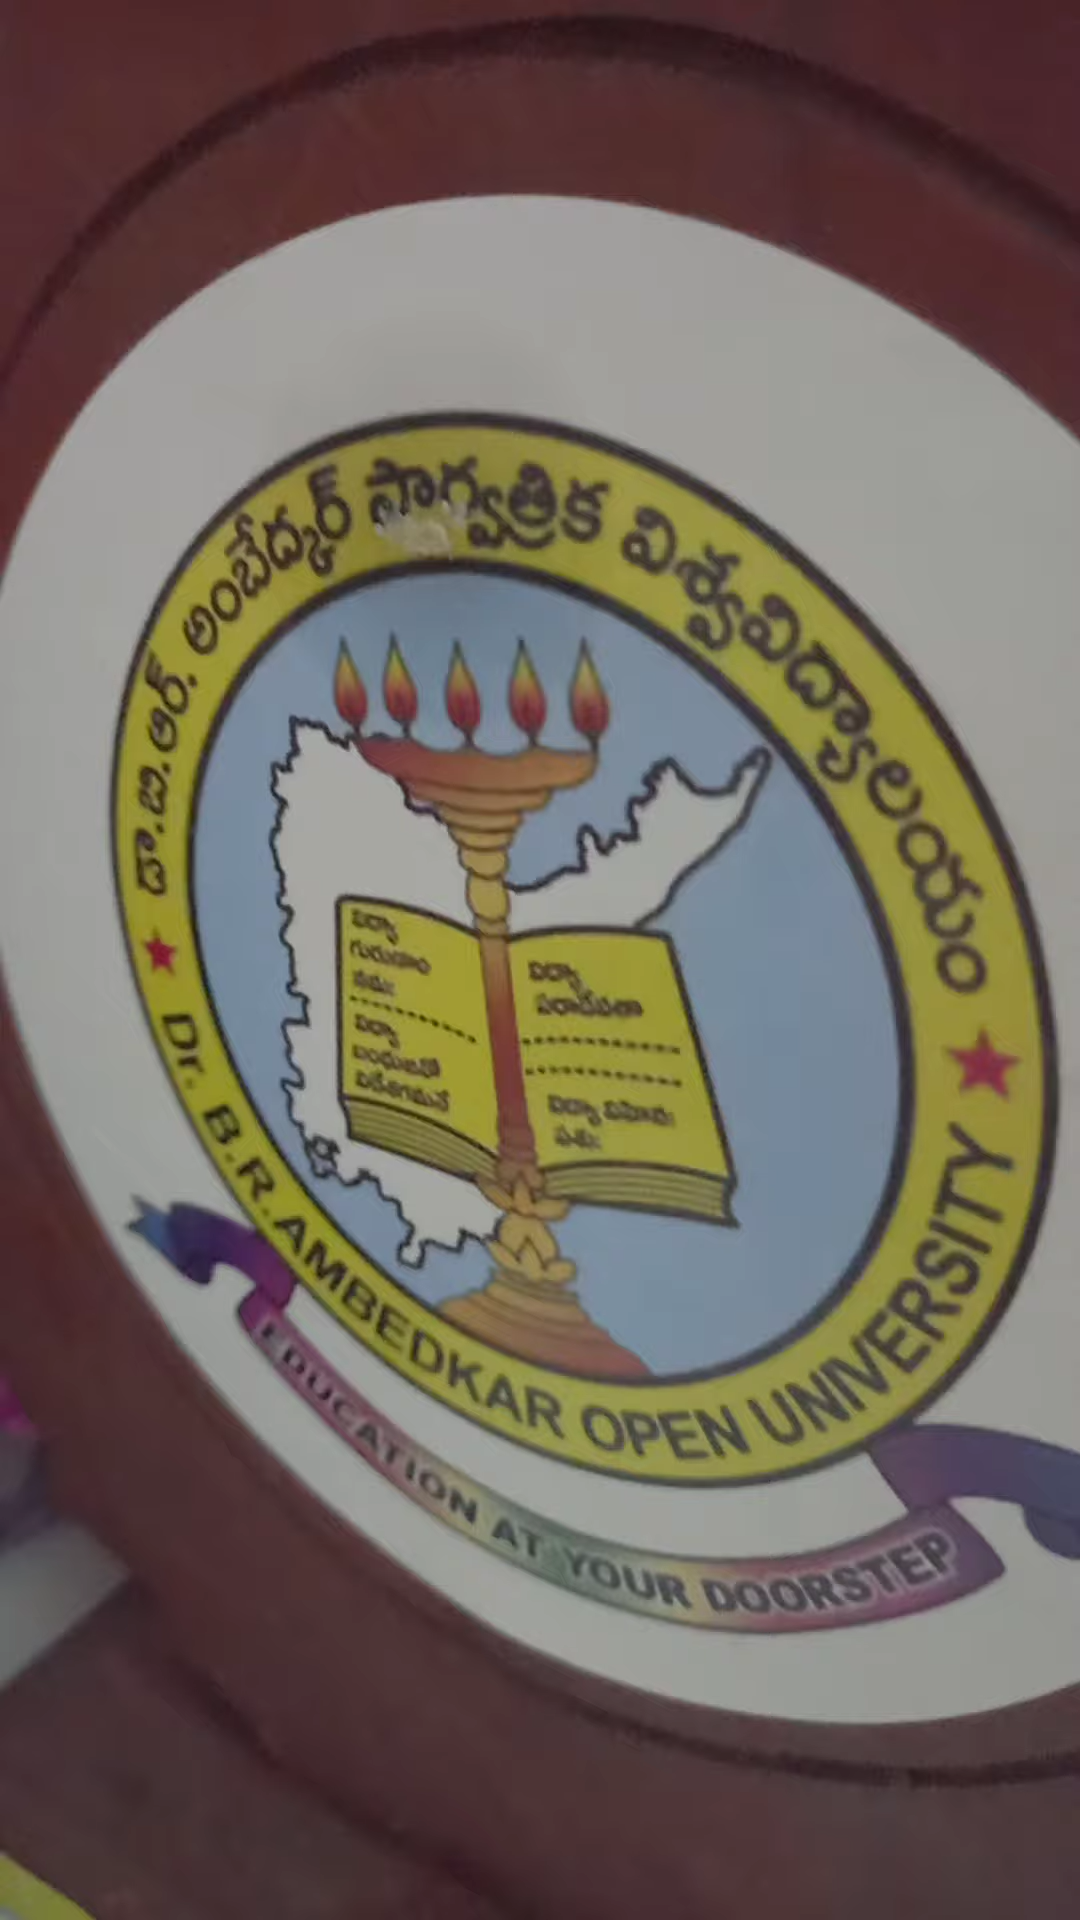 డా.బి.ఆర్. అంబేద్కర్ సార్వత్రిక విశ్వవిద్యాలయం
విద్యా
గురుణాం
విద్యా
విద్యా
విద్యా
Dr. B.R.AMBEDKAR OPEN UNIVERSITY
EDUCATION AT YOUR DOORSTEP